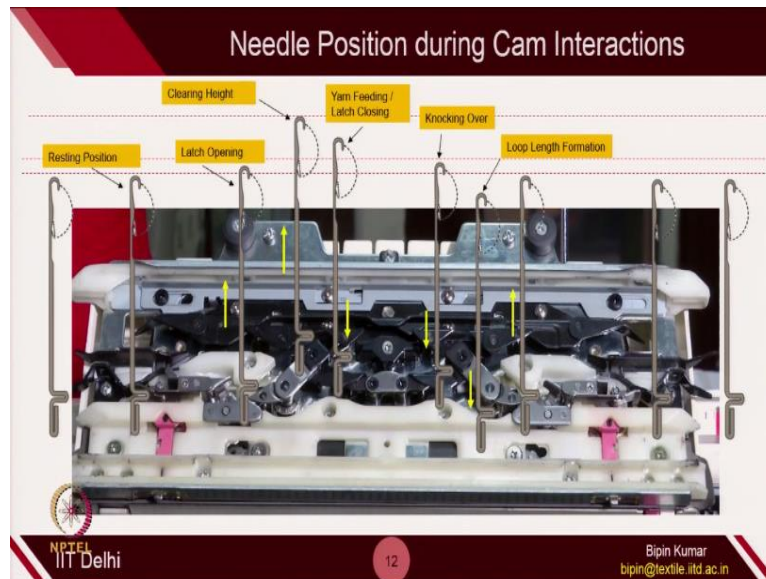 Needle Position during Cam Interactions
Clearing Height
Yarn Feeding /
Latch Closing
Knocking Over
Resting Position
Latch Opening
Loop Length Formation
NPTEL
IIT Delhi
12
Bipin Kumar
bipin@textile.iitd.ac.in